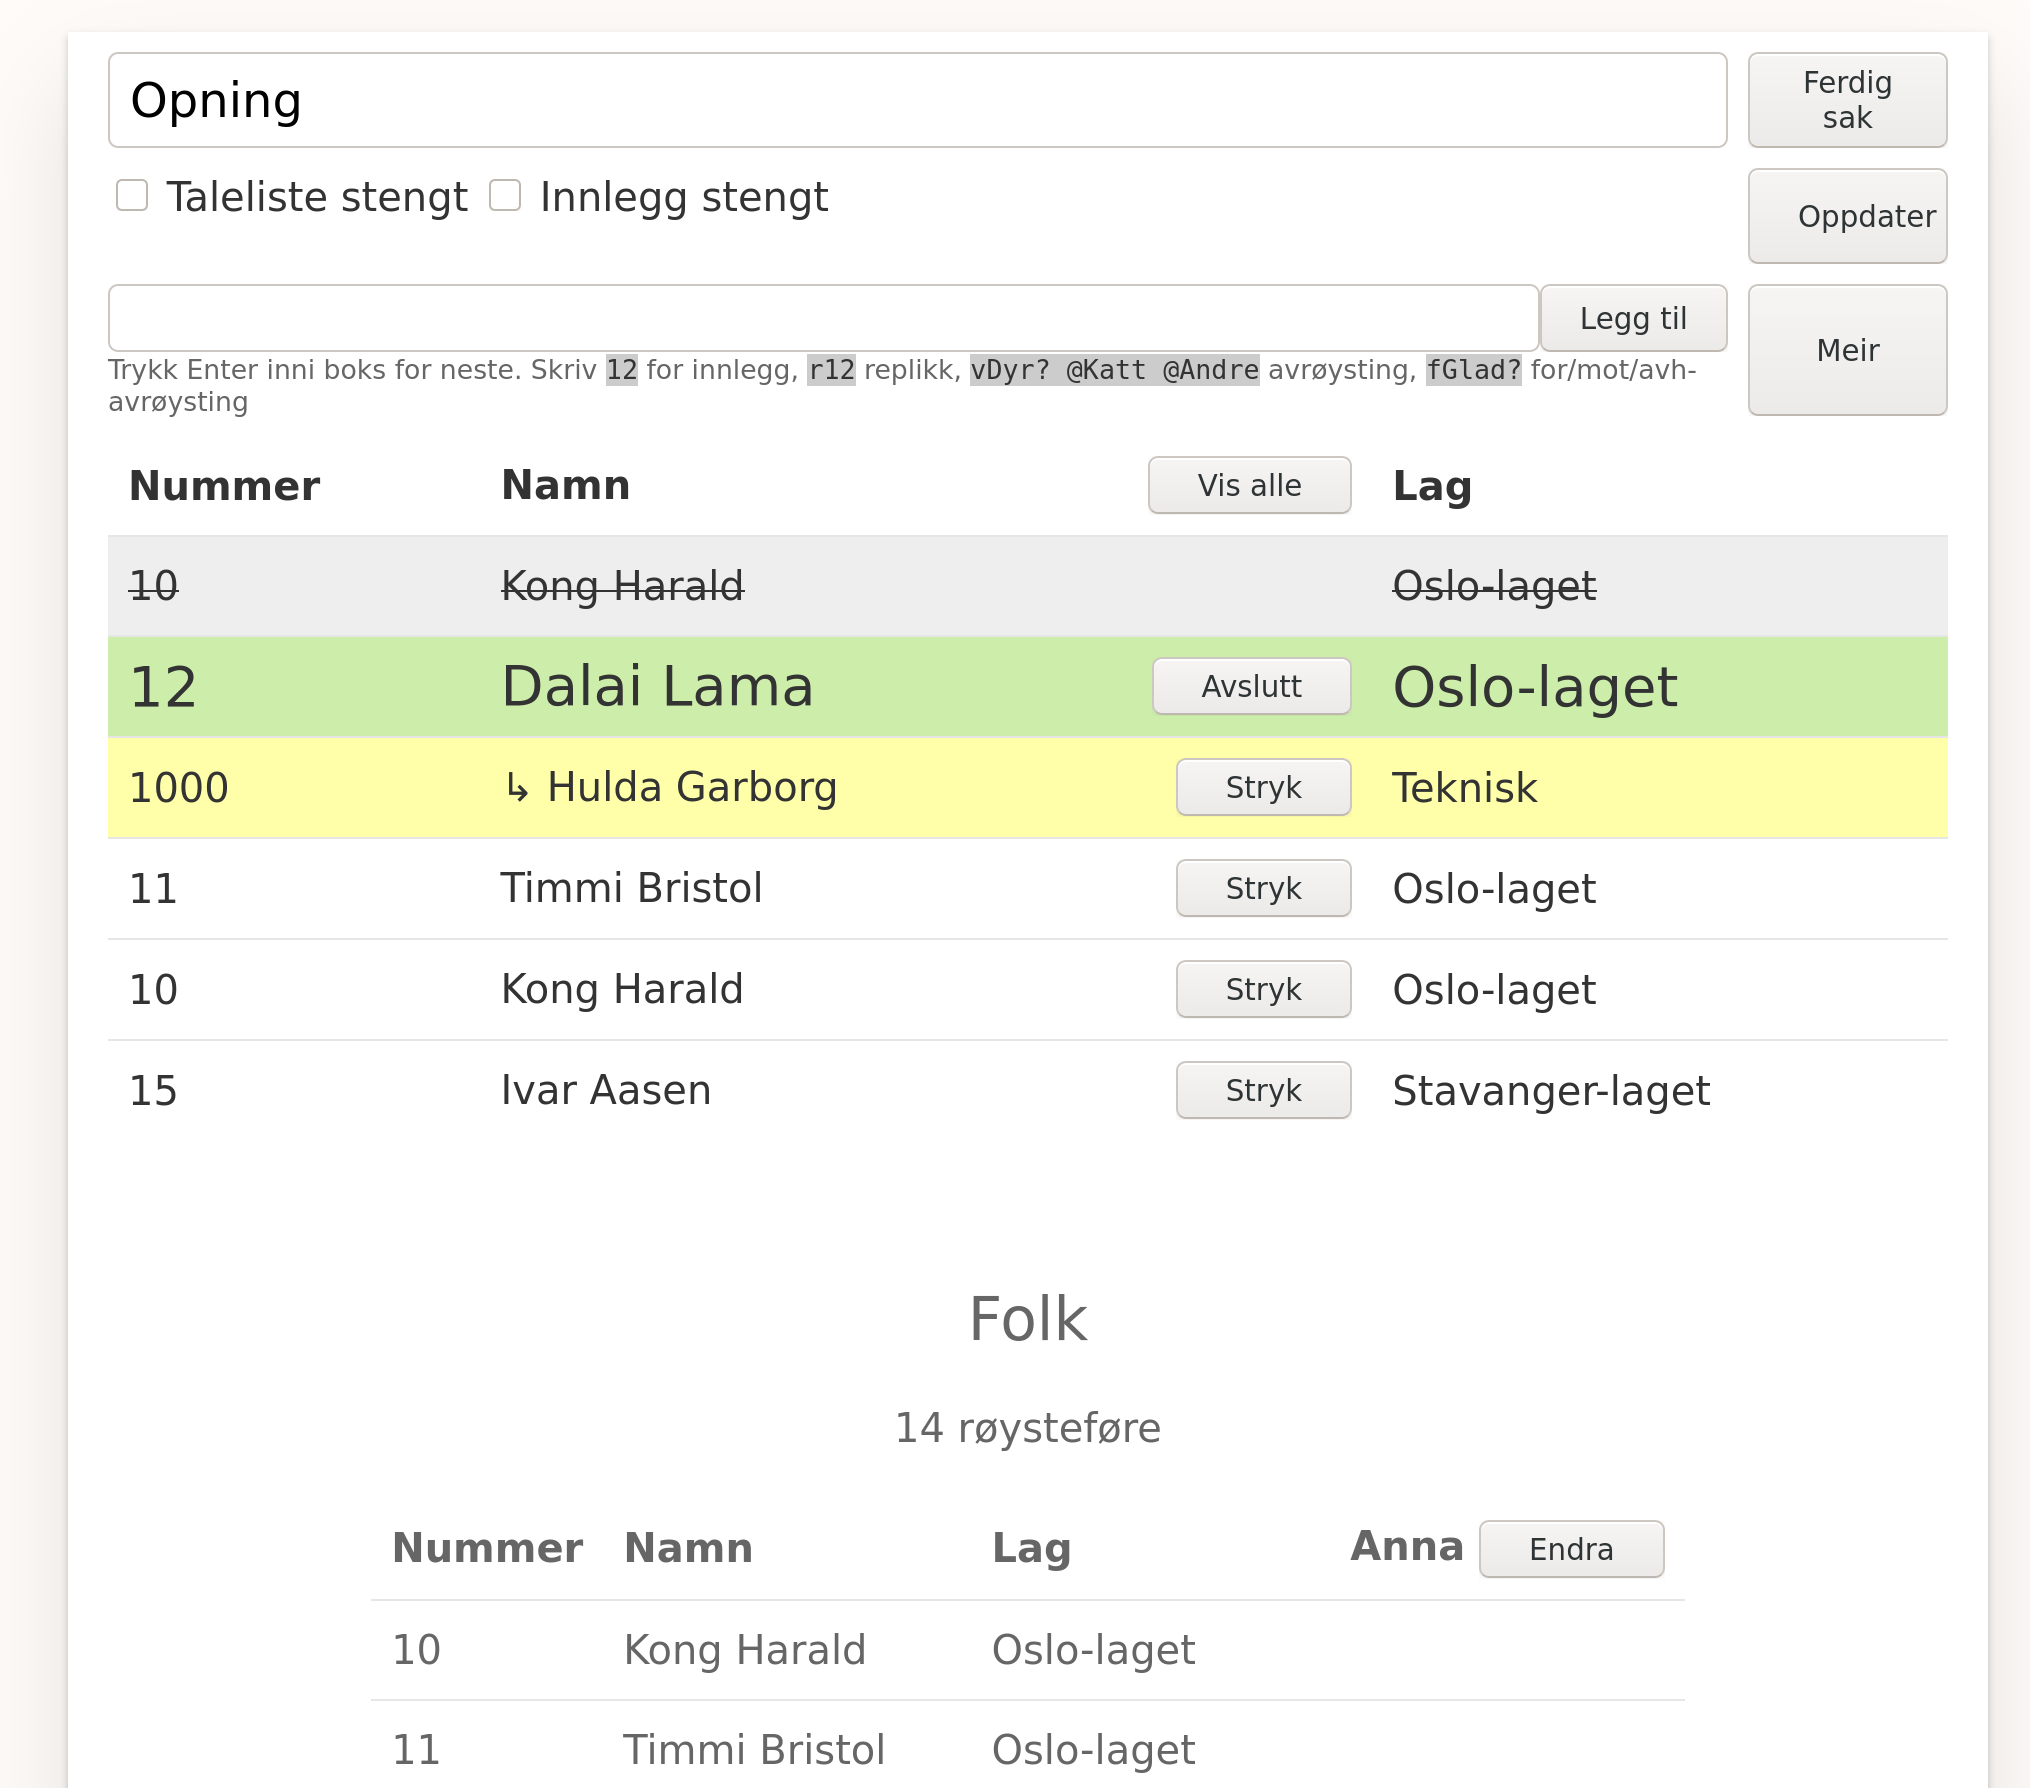 Opning
Ferdig sak
Taleliste stengt Innlegg stengt
Oppdater
Legg til
Meir
Trykk Enter inni boks for neste. Skriv 12 for innlegg, r12 replikk, vDyr? @Katt @Andre avrøysting, fGlad? for/mot/avh-
avrøysting
Nummer Namn Vis alle Lag
10 Kong Harald Oslo-laget
12 Dalai Lama Avslutt Oslo-laget
1000 ↳ Hulda Garborg Stryk Teknisk
11 Timmi Bristol Stryk Oslo-laget
10 Kong Harald Stryk Oslo-laget
15 Ivar Aasen Stryk Stavanger-laget
Folk
14 røysteføre
Nummer Namn Lag Anna Endra
10 Kong Harald Oslo-laget
11 Timmi Bristol Oslo-laget